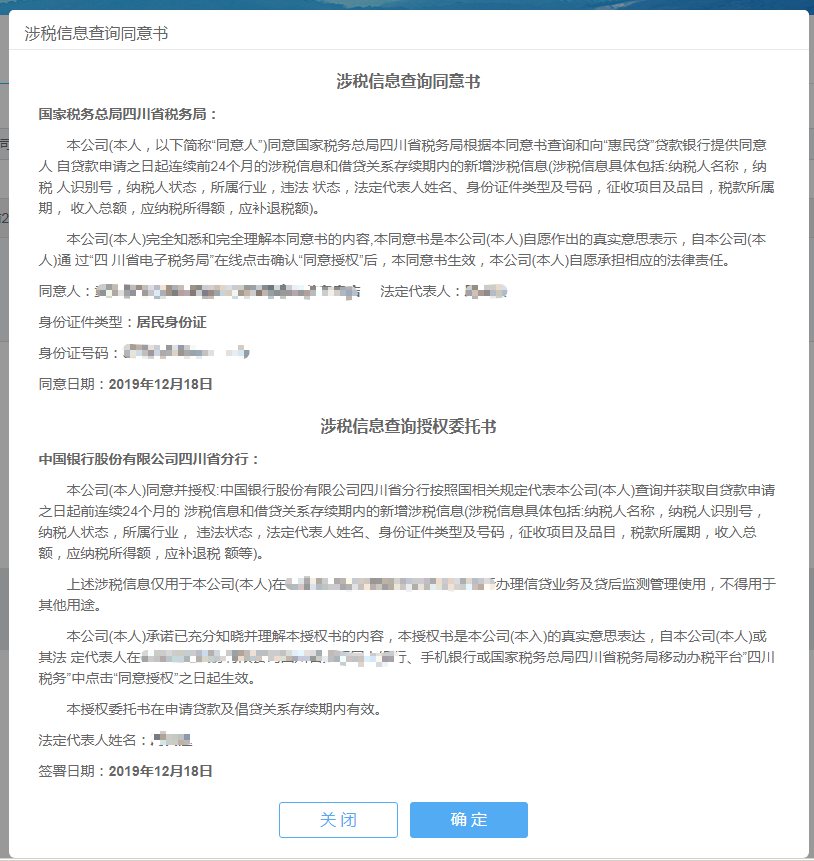 涉税信息查询同意书
涉税信息查询同意书
国家税务总局四川省税务局：
本公司(本人，以下简称“同意人”)同意国家税务总局四川省税务局根据本同意书查询和向“惠民贷”贷款银行提供同意
人 自贷款申请之日起连续前24个月的涉税信息和借贷关系存续期内的新增涉税信息(涉税信息具体包括:纳税人名称，纳
税 人识别号，纳税人状态，所属行业，违法 状态，法定代表人姓名、身份证件类型及号码，征收项目及品目，税款所属
期， 收入总额，应纳税所得额，应补退税额)。
本公司(本人)完全知悉和完全理解本同意书的内容,本同意书是本公司(本人)自愿作出的真实意思表示，自本公司(本
人)通 过“四 川省电子税务局”在线点击确认“同意授权”后，本同意书生效，本公司(本人)自愿承担相应的法律责任。
同意人： 法定代表人：
身份证件类型：居民身份证
身份证号码：
同意日期：2019年12月18日
涉税信息查询授权委托书
中国银行股份有限公司四川省分行：
本公司(本人)同意并授权:中国银行股份有限公司四川省分行按照国相关规定代表本公司(本人)查询并获取自贷款申请
之日起前连续24个月的 涉税信息和借贷关系存续期内的新增涉税信息(涉税信息具体包括:纳税人名称，纳税人识别号，
纳税人状态，所属行业， 违法状态，法定代表人姓名、身份证件类型及号码，征收项目及品目，税款所属期，收入总
额，应纳税所得额，应补退税 额等)。
上述涉税信息仅用于本公司(本人)在办理信贷业务及贷后监测管理使用，不得用于
其他用途。
本公司(本人)承诺已充分知晓并理解本授权书的内容，本授权书是本公司(本入)的真实意思表达，自本公司(本人)或
其法 定代表人在行、手机银行或国家税务总局四川省税务局移动办税平台”四川
税务”中点击“同意授权”之日起生效。
本授权委托书在申请贷款及倡贷关系存续期内有效。
法定代表人姓名：
签署日期：2019年12月18日
关闭 确定